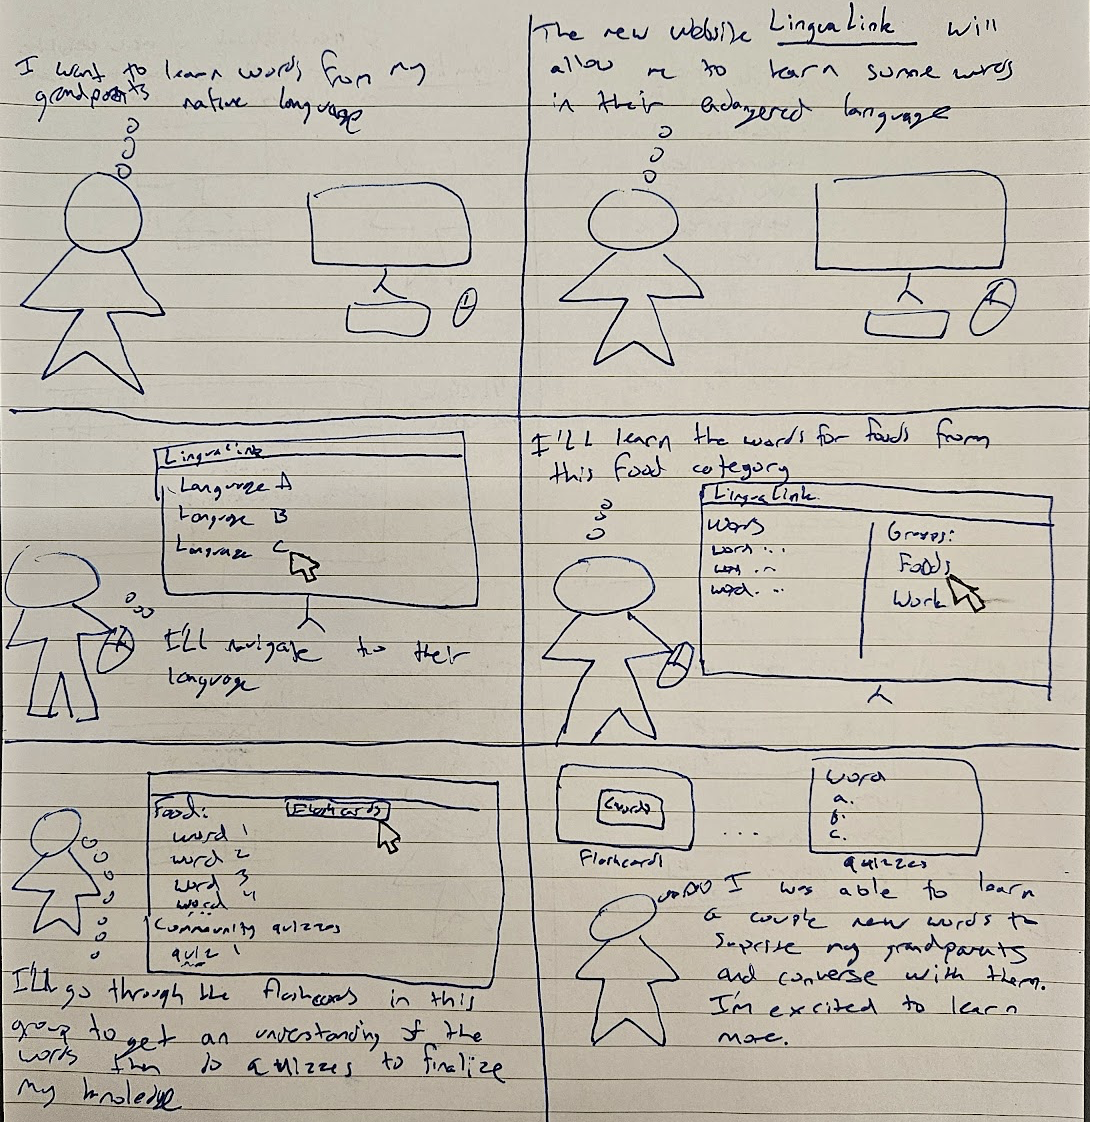 I want to learn words from my
grandparents native language
The new website LinguaLink will
allow me to learn some words
in their endagered language
LinguaLink
Language A
Language B
Language C
I'll navigate to their
language
I'LL learn the words for foods from
this food category
LinguaLink
Words
word ...
word ...
word. ...
Groups:
Foods
Work
Food:
Flashcards
word 1
word 2
word 3
word 4
Community quizzes
quiz 1
I'll go through the flashcards in this
group to get an understanding of the
words then do quizzes to finalize
my knoledge
(words)
...
Flashcards
word
a.
b.
c.
quizzes
I was able to learn
a couple new words to
suprise my grandparents
and converse with them.
I'm excited to learn
more.